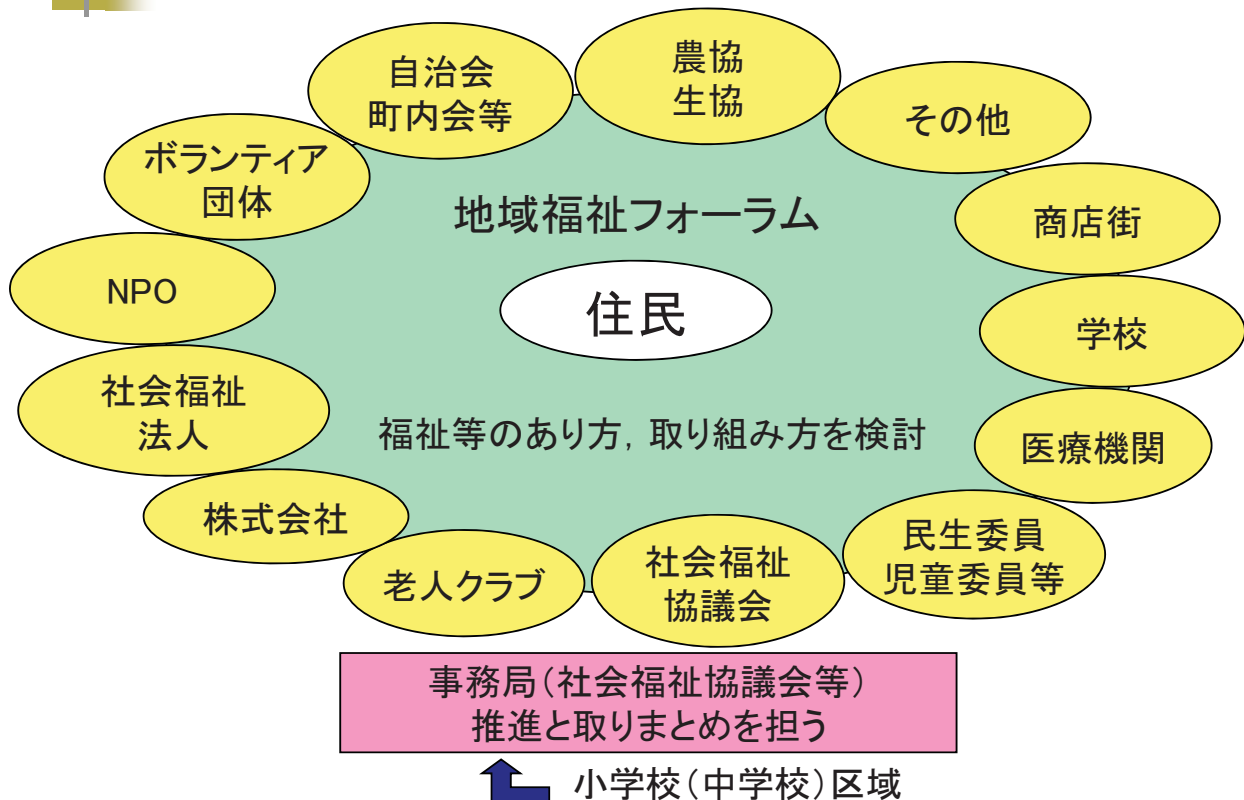 自治会
町内会等
農協
生協
その他
ボランティア
団体
地域福祉フォーラム
商店街
NPO
住民
学校
社会福祉
法人
福祉等のあり方，取り組み方を検討
医療機関
株式会社
民生委員
児童委員等
老人クラブ
社会福祉
協議会
事務局（社会福祉協議会等）
推進と取りまとめを担う
小学校（中学校）区域